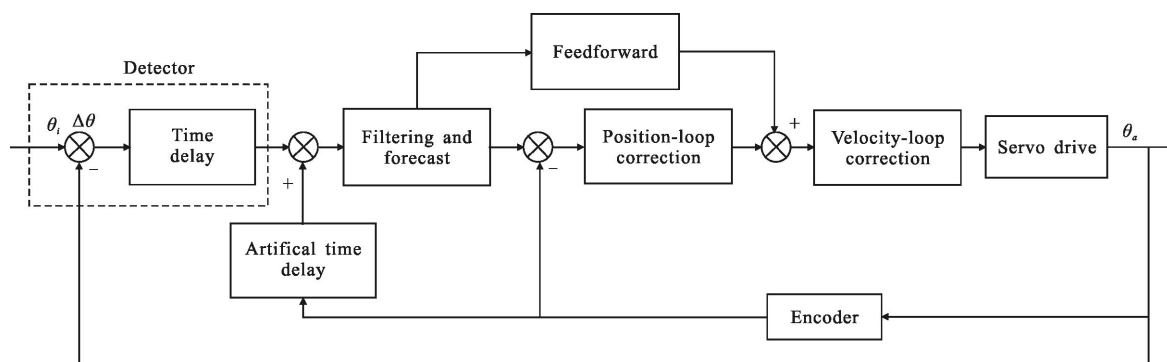 Feedforward
Detector
θi
Δθ
−
Time
delay
+
Filtering and
forecast
−
Position-loop
correction
+
Velocity-loop
correction
Servo drive
θa
Artifical time
delay
Encoder